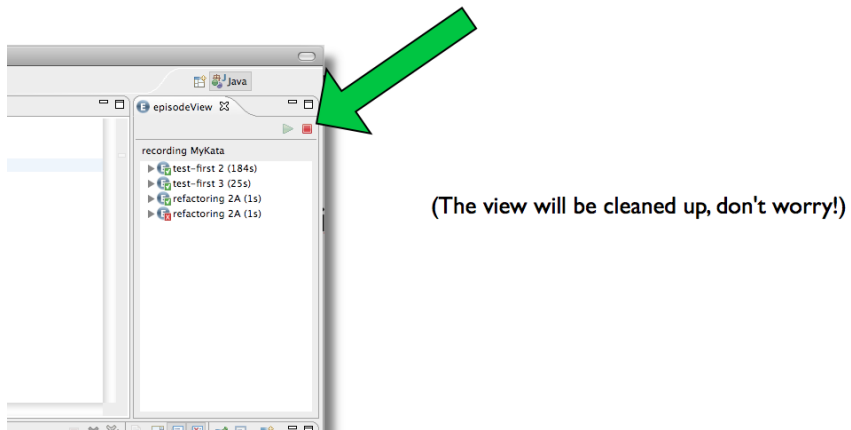 Java
episodeView
recording MyKata
test-first 2 (184s)
test-first 3 (25s)
refactoring 2A (1s)
refactoring 2A (1s)
(The view will be cleaned up, don't worry!)